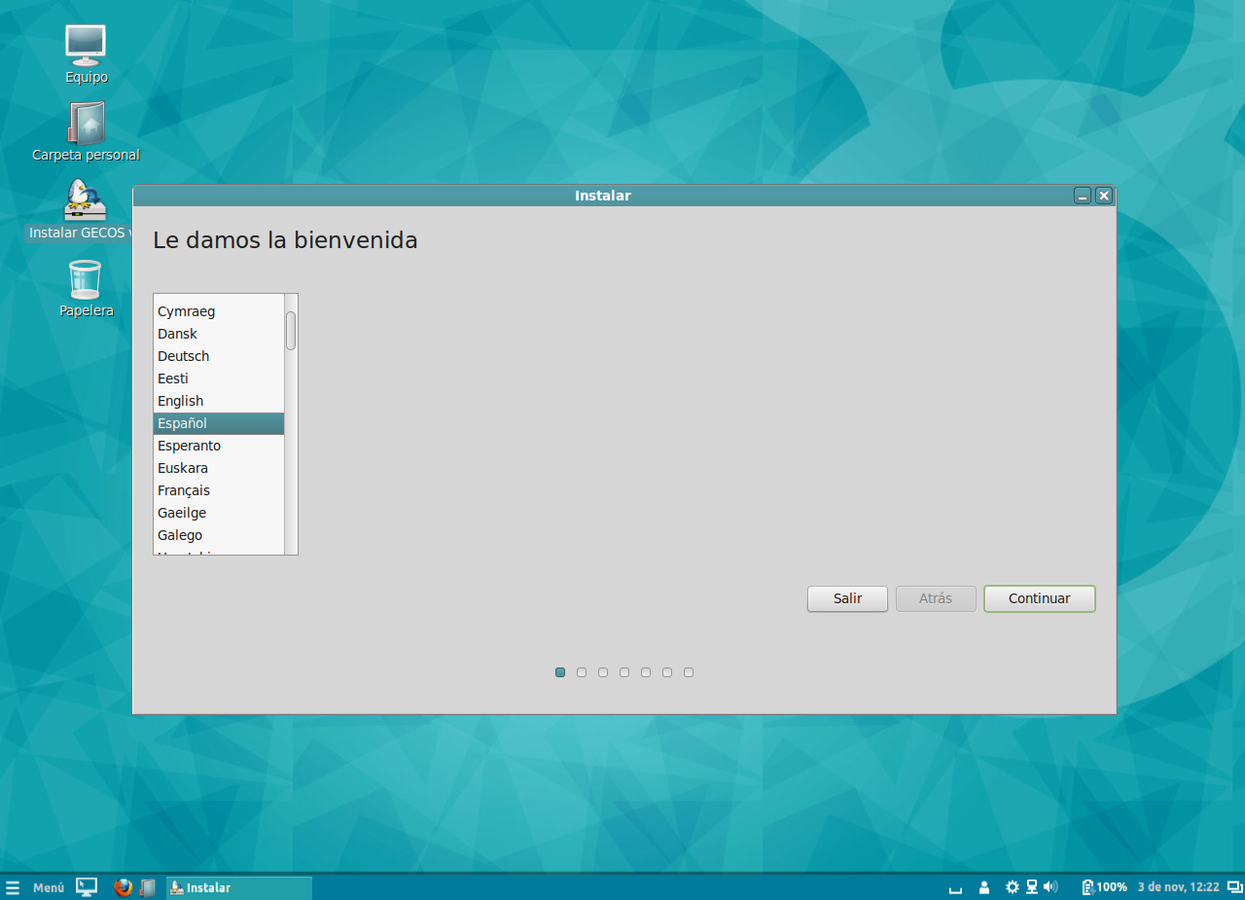 Equipo
Carpeta personal
Instalar GECOS
Papelera
Instalar
Le damos la bienvenida
Cymraeg
Dansk
Deutsch
Eesti
English
Español
Esperanto
Euskara
Français
Gaeilge
Galego
Salir
Atrás
Continuar
Menú
Instalar
100%
3 de nov, 12:22